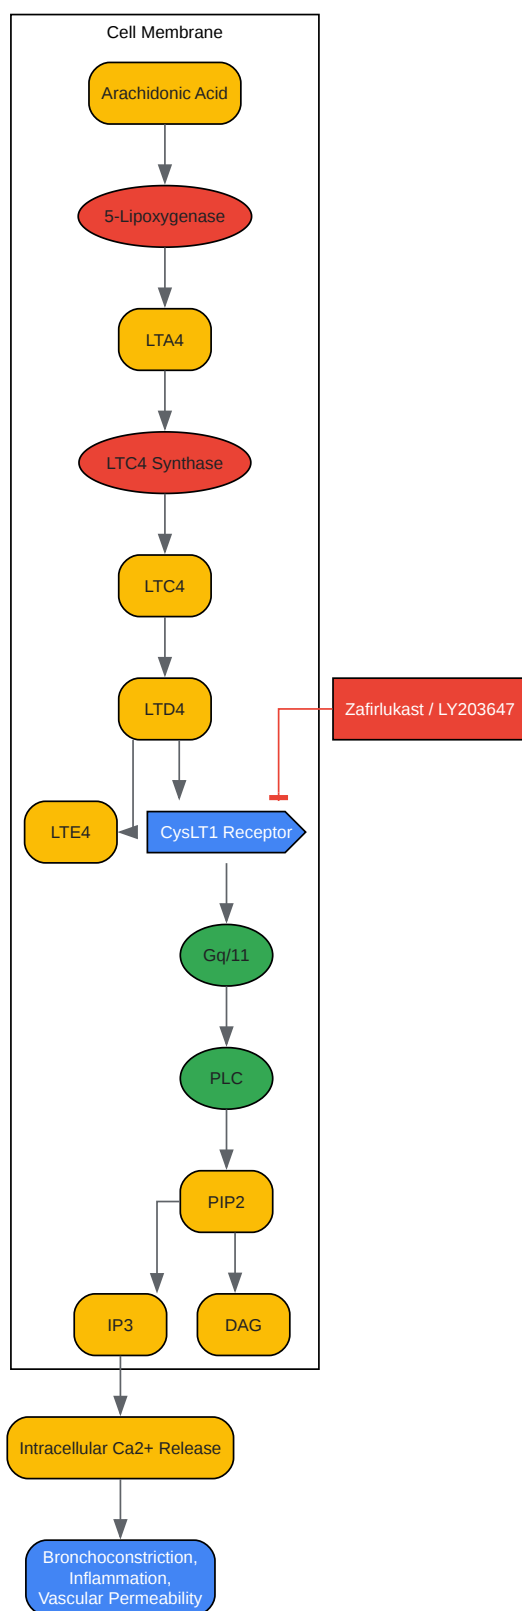 Cell Membrane
Arachidonic Acid
5-Lipoxygenase
LTA4
LTC4 Synthase
LTC4
LTD4
Zafirlukast / LY203647
LTE4
CysLT1 Receptor
Gq/11
PLC
PIP2
IP3
DAG
Intracellular Ca2+ Release
Bronchoconstriction,
Inflammation,
Vascular Permeability